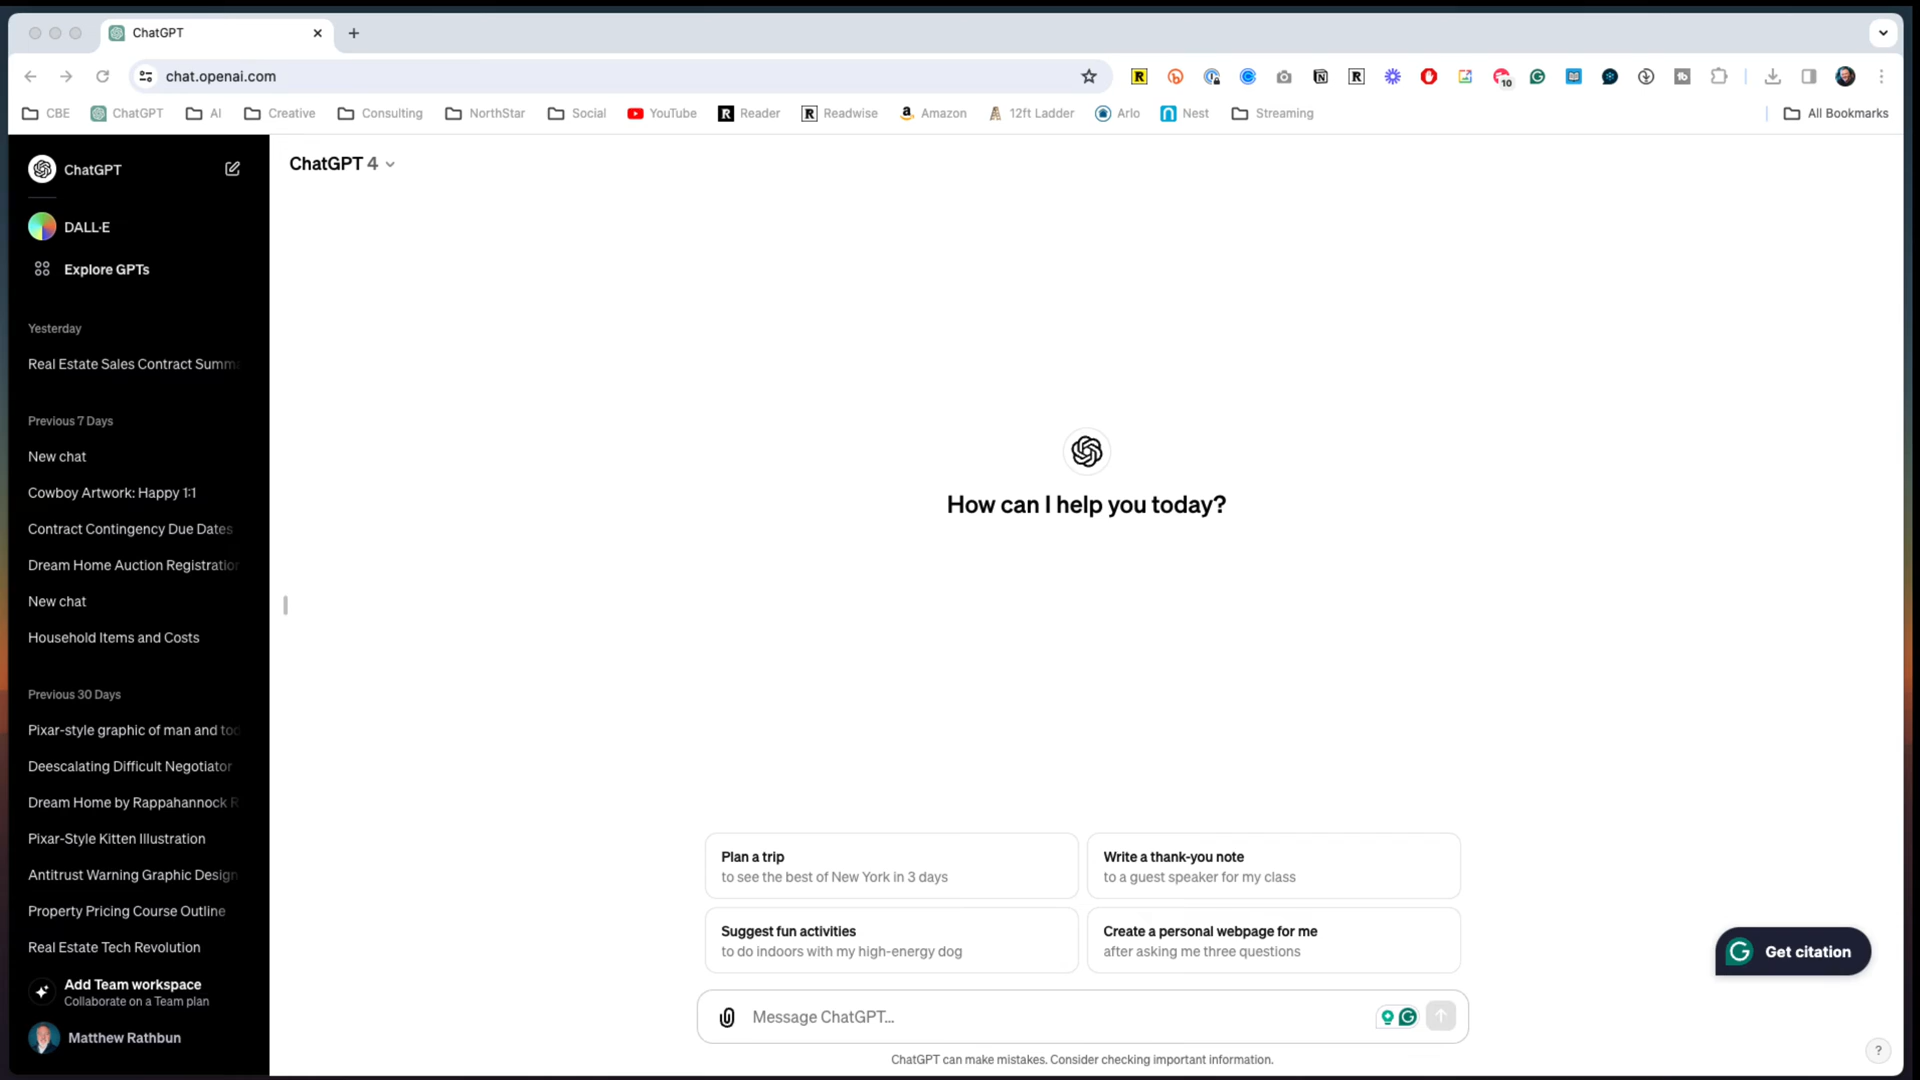 ChatGPT
chat.openai.com
10
CBE
ChatGPT
AI
Creative
Consulting
NorthStar
Social
YouTube
Reader
Readwise
Amazon
12ft Ladder
Arlo
Nest
Streaming
All Bookmarks
ChatGPT
DALL·E
Explore GPTs
Yesterday
Real Estate Sales Contract Summa
Previous 7 Days
New chat
Cowboy Artwork: Happy 1:1
Contract Contingency Due Dates
Dream Home Auction Registration
New chat
Household Items and Costs
Previous 30 Days
Pixar-style graphic of man and tod
Deescalating Difficult Negotiator
Dream Home by Rappahannock R
Pixar-Style Kitten Illustration
Antitrust Warning Graphic Design
Property Pricing Course Outline
Real Estate Tech Revolution
Add Team workspace
Collaborate on a Team plan
Matthew Rathbun
ChatGPT 4
How can I help you today?
Plan a trip
to see the best of New York in 3 days
Write a thank-you note
to a guest speaker for my class
Suggest fun activities
to do indoors with my high-energy dog
Create a personal webpage for me
after asking me three questions
Get citation
Message ChatGPT...
ChatGPT can make mistakes. Consider checking important information.
?